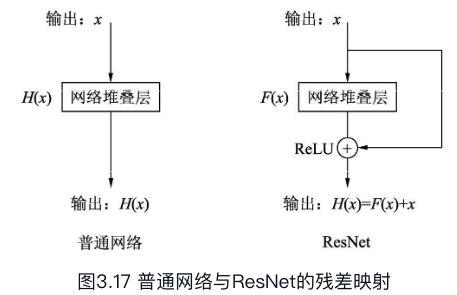 输出：x
输出：x
H(x)
网络堆叠层
F(x)
网络堆叠层
ReLU
+
输出：H(x)
输出：H(x)=F(x)+x
普通网络
ResNet
图3.17 普通网络与ResNet的残差映射